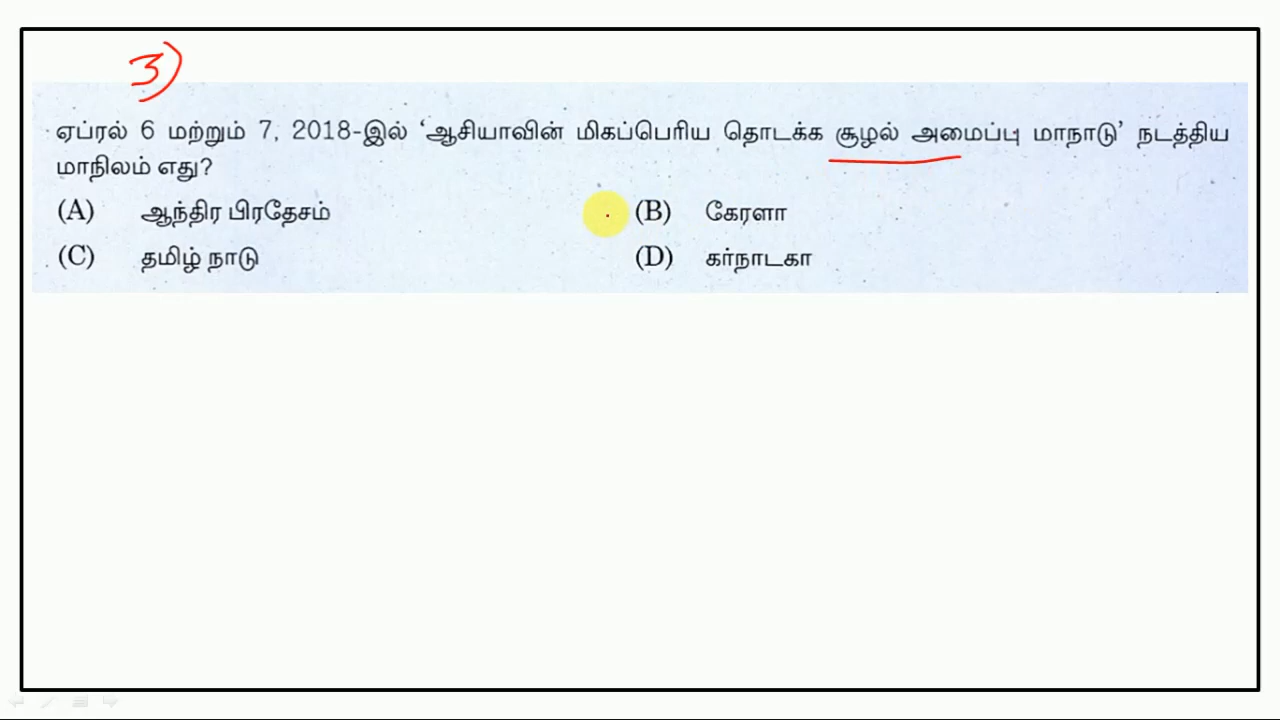 3)
ஏப்ரல் 6 மற்றும் 7, 2018-இல் ‘ஆசியாவின் மிகப்பெரிய தொடக்க சூழல் அமைப்பு மாநாடு’ நடத்திய
மாநிலம் எது?
(A) ஆந்திர பிரதேசம் (B) கேரளா
(C) தமிழ் நாடு (D) கர்நாடகா